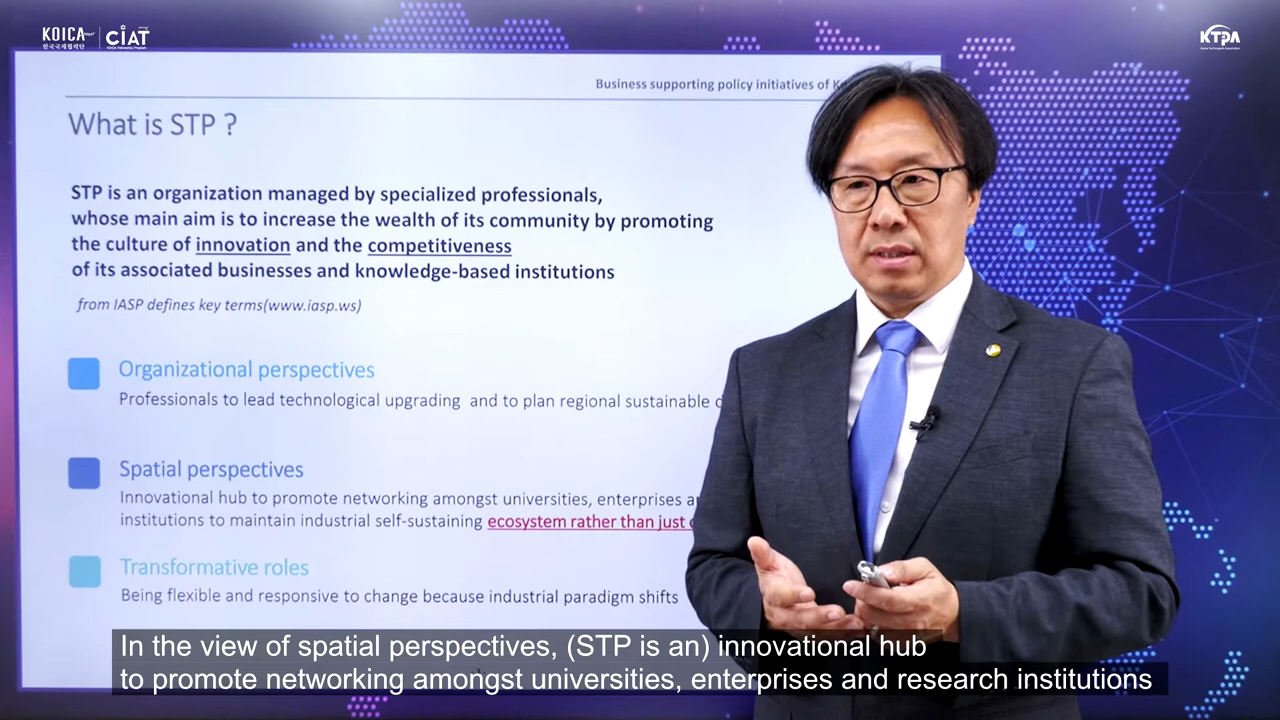 KOICA
한국국제협력단
CIAT
KOICA Fellowship Program
KTPA
Korea Technopark Association
Business supporting policy initiatives of
What is STP ?
STP is an organization managed by specialized professionals,
whose main aim is to increase the wealth of its community by promoting
the culture of innovation and the competitiveness
of its associated businesses and knowledge-based institutions
from IASP defines key terms(www.iasp.ws)
Organizational perspectives
Professionals to lead technological upgrading and to plan regional sustainable
Spatial perspectives
Innovational hub to promote networking amongst universities, enterprises
institutions to maintain industrial self-sustaining ecosystem rather than just
Transformative roles
Being flexible and responsive to change because industrial paradigm shifts
In the view of spatial perspectives, (STP is an) innovational hub
to promote networking amongst universities, enterprises and research institutions